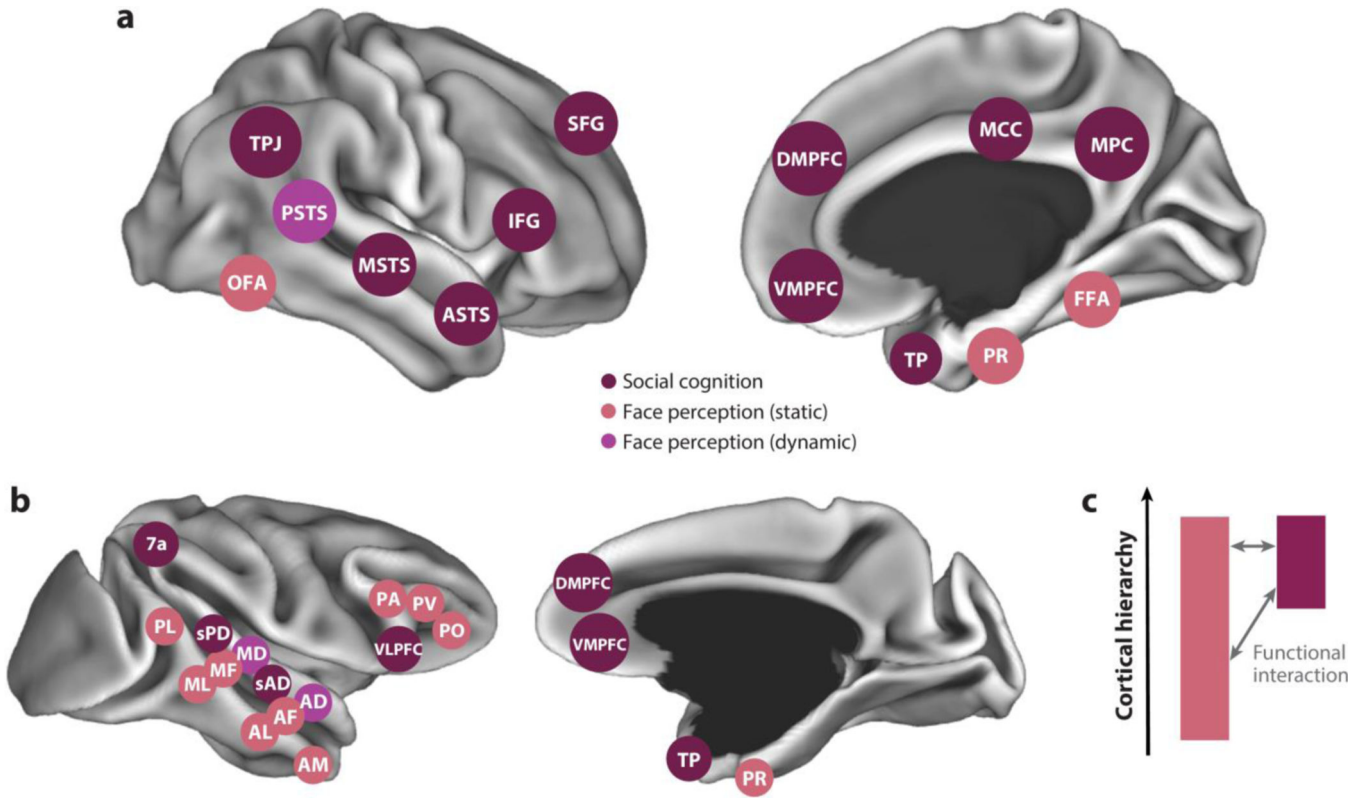 a
SFG
TPJ
PSTS
IFG
MSTS
OFA
ASTS
MCC
DMPFC
MPC
VMPFC
FFA
TP
PR
Social cognition
Face perception (static)
Face perception (dynamic)
b
7a
PA
PV
PL
sPD
PO
MD
VLPFC
MF
ML
sAD
AD
AF
AL
AM
DMPFC
VMPFC
TP
PR
c
Cortical hierarchy
Functional
interaction